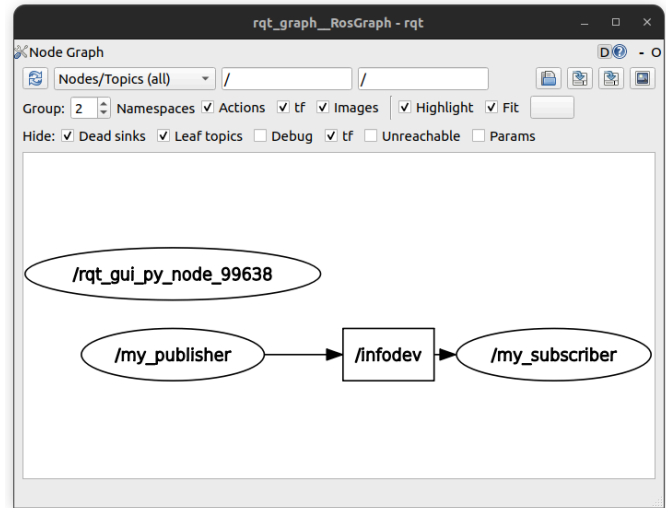 rqt_graph__RosGraph - rqt
Node Graph D - O
Nodes/Topics (all) / /
Group: 2 Namespaces Actions tf Images Highlight Fit
Hide: Dead sinks Leaf topics Debug tf Unreachable Params
/rqt_gui_py_node_99638
/my_publisher /infodev /my_subscriber